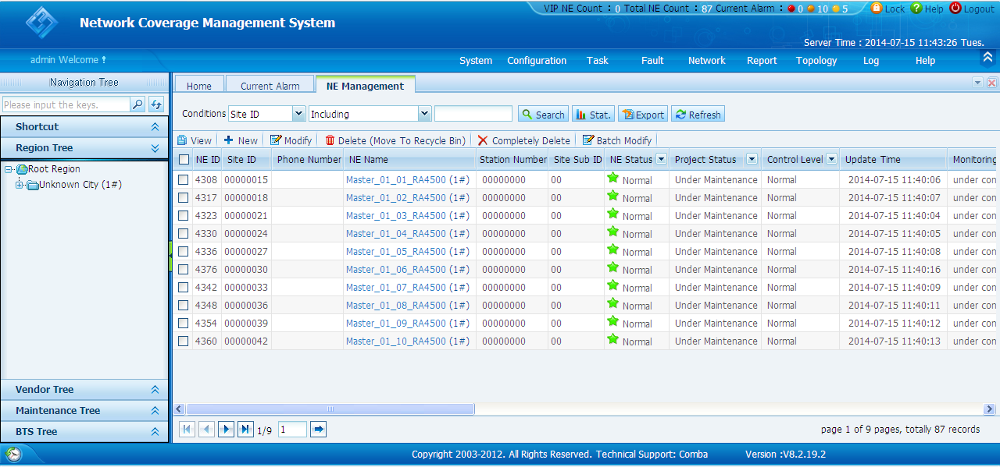 VIP NE Count : 0 Total NE Count : 87 Current Alarm : 0 10 5 Lock Help Logout
Network Coverage Management System
Server Time : 2014-07-15 11:43:26 Tues.
admin Welcome !
System Configuration Task Fault Network Report Topology Log Help
Navigation Tree
Home Current Alarm NE Management
Please input the keys.
Conditions Site ID Including Search Stat. Export Refresh
Shortcut
Region Tree
Root Region
Unknown City (1#)
View New Modify Delete (Move To Recycle Bin) Completely Delete Batch Modify
NE ID Site ID Phone Number NE Name Station Number Site Sub ID NE Status Project Status Control Level Update Time Monitoring
4308 00000015 Master_01_01_RA4500 (1#) 00000000 00 Normal Under Maintenance Normal 2014-07-15 11:40:06 under con
4317 00000018 Master_01_02_RA4500 (1#) 00000000 00 Normal Under Maintenance Normal 2014-07-15 11:40:07 under con
4323 00000021 Master_01_03_RA4500 (1#) 00000000 00 Normal Under Maintenance Normal 2014-07-15 11:40:04 under con
4330 00000024 Master_01_04_RA4500 (1#) 00000000 00 Normal Under Maintenance Normal 2014-07-15 11:40:05 under con
4336 00000027 Master_01_05_RA4500 (1#) 00000000 00 Normal Under Maintenance Normal 2014-07-15 11:40:08 under con
4376 00000030 Master_01_06_RA4500 (1#) 00000000 00 Normal Under Maintenance Normal 2014-07-15 11:40:16 under con
4342 00000033 Master_01_07_RA4500 (1#) 00000000 00 Normal Under Maintenance Normal 2014-07-15 11:40:09 under con
4348 00000036 Master_01_08_RA4500 (1#) 00000000 00 Normal Under Maintenance Normal 2014-07-15 11:40:11 under con
4354 00000039 Master_01_09_RA4500 (1#) 00000000 00 Normal Under Maintenance Normal 2014-07-15 11:40:12 under con
4360 00000042 Master_01_10_RA4500 (1#) 00000000 00 Normal Under Maintenance Normal 2014-07-15 11:40:13 under con
Vendor Tree
Maintenance Tree
BTS Tree
1/9 1 page 1 of 9 pages, totally 87 records
Copyright 2003-2012. All Rights Reserved. Technical Support: Comba Version :V8.2.19.2